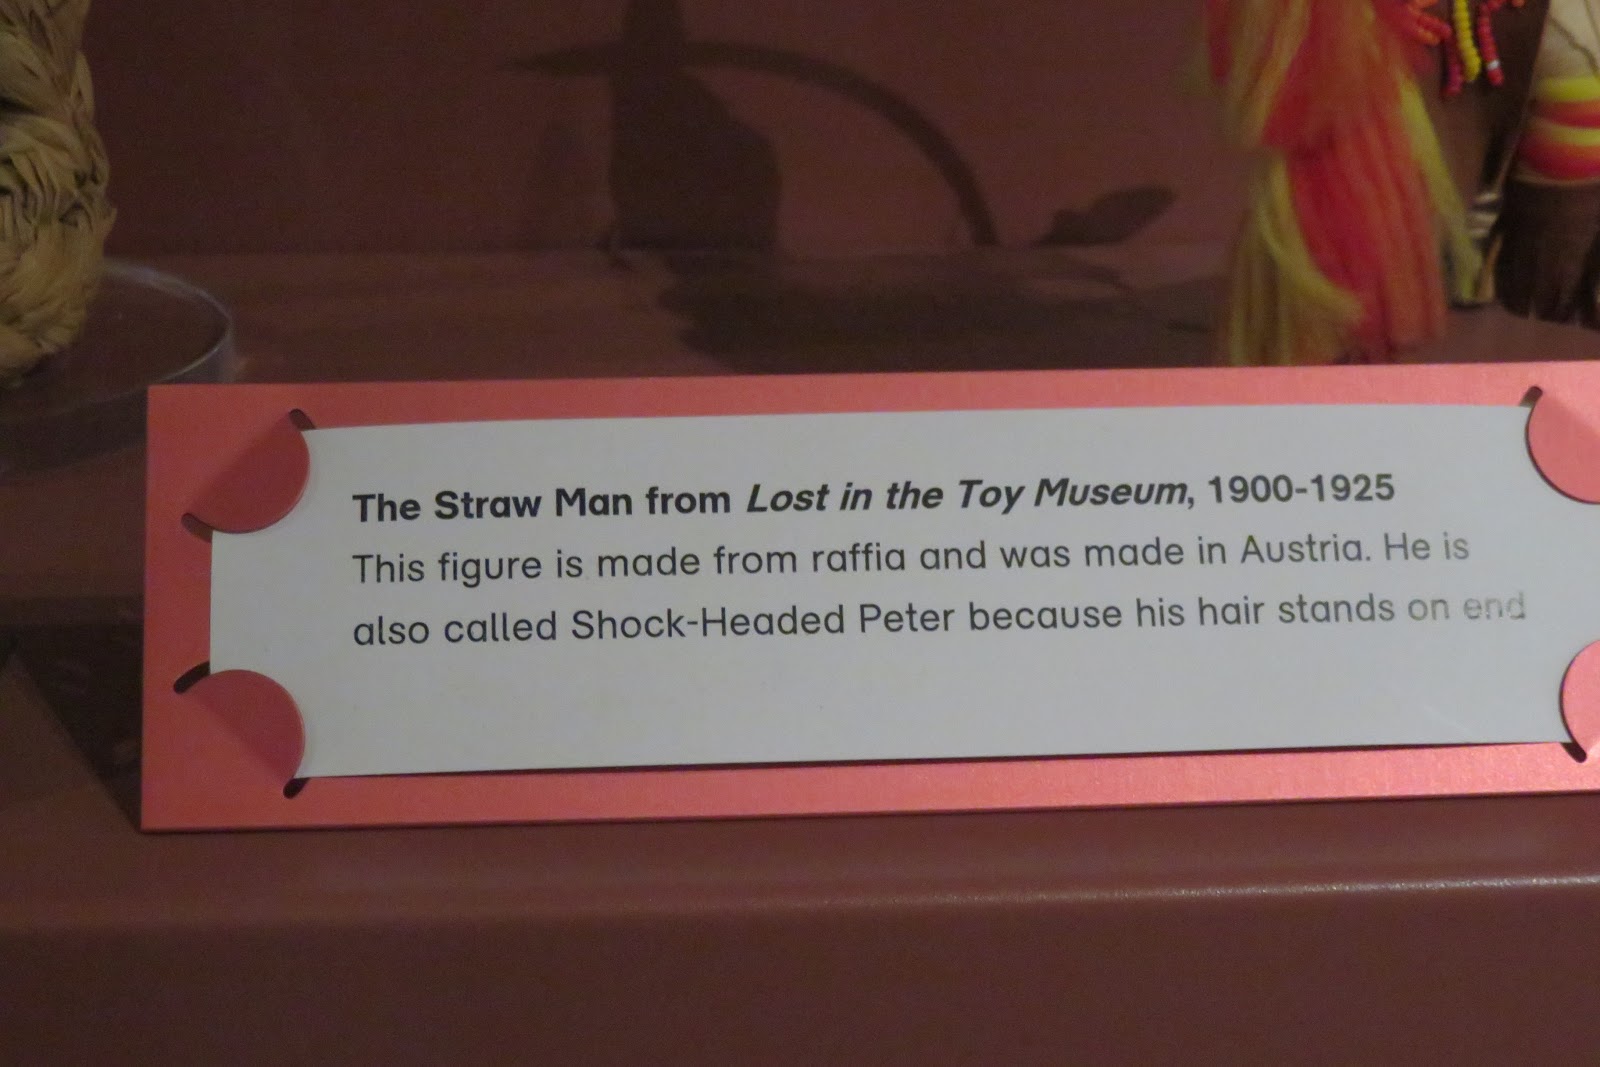 The Straw Man from Lost in the Toy Museum, 1900-1925
This figure is made from raffia and was made in Austria. He is
also called Shock-Headed Peter because his hair stands on end